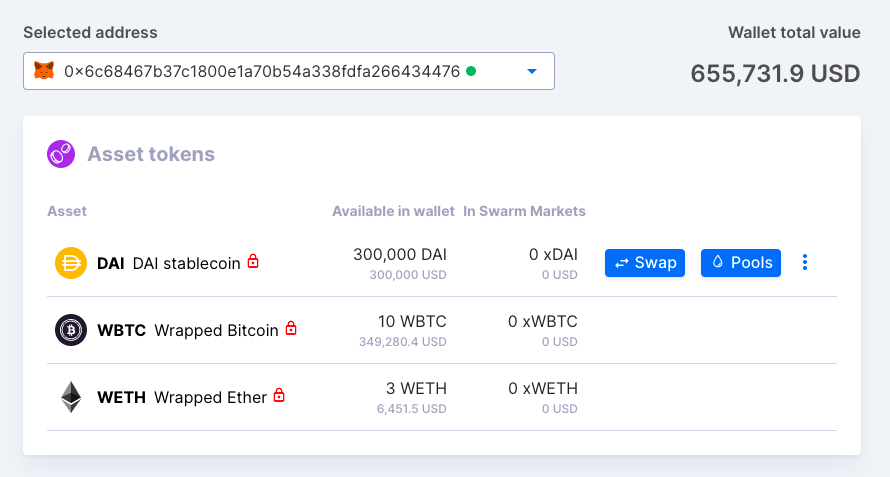 Selected address
Wallet total value
0×6c68467b37c1800e1a70b54a338fdfa266434476
655,731.9 USD
Asset tokens
Asset Available in wallet In Swarm Markets
DAI DAI stablecoin 300,000 DAI 0 xDAI Swap Pools
300,000 USD 0 USD
WBTC Wrapped Bitcoin 10 WBTC 0 xWBTC
349,280.4 USD 0 USD
WETH Wrapped Ether 3 WETH 0 xWETH
6,451.5 USD 0 USD